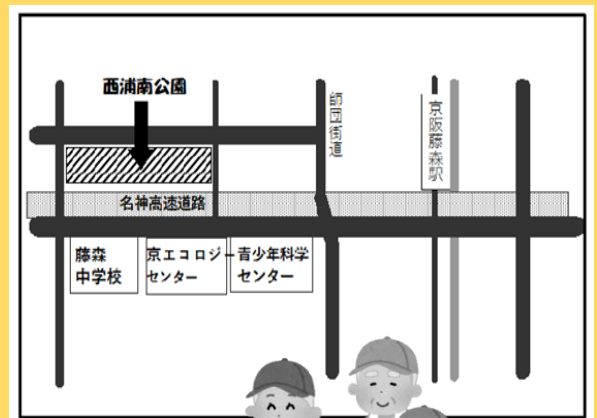 西浦南公園
師団街道
京阪藤森駅
名神高速道路
藤森
中学校
京エコロジー
センター
青少年科学
センター